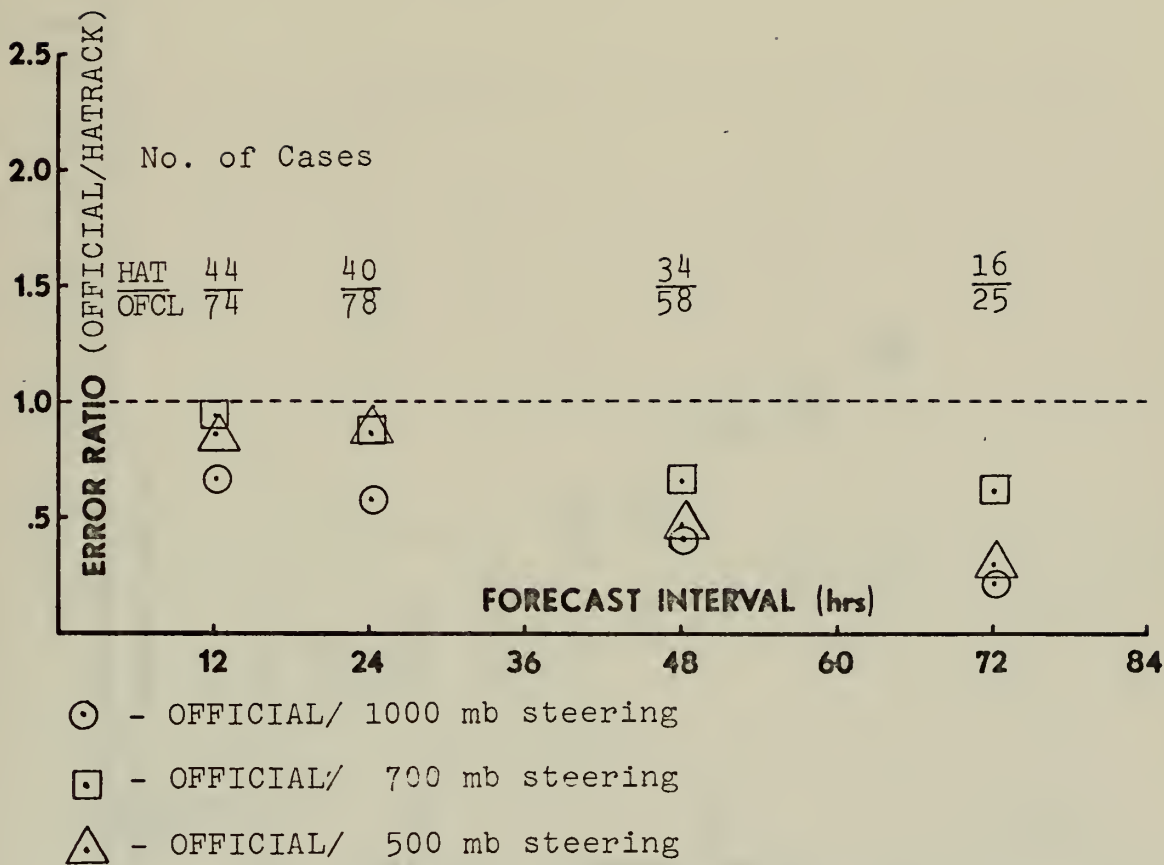 ERROR RATIO (OFFICIAL/HATRACK)
2.5
2.0
No. of Cases
1.5
HAT 44 40 34 16
OFCL 74 78 58 25
1.0
.5
FORECAST INTERVAL (hrs)
12 24 36 48 60 72 84
- OFFICIAL/ 1000 mb steering
- OFFICIAL/ 700 mb steering
- OFFICIAL/ 500 mb steering